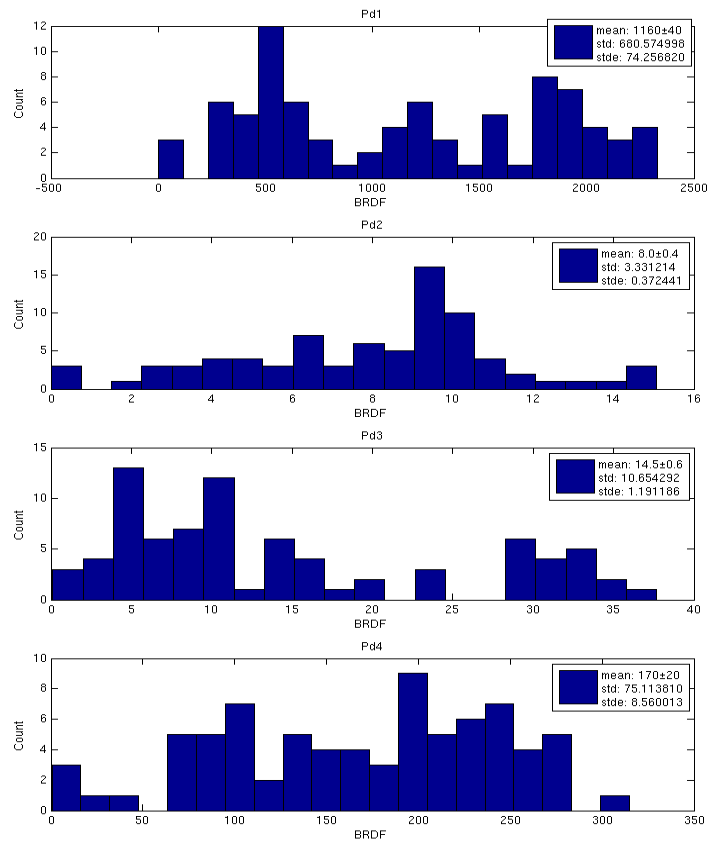 Pd1
12
10
8
6
4
2
0
Count
mean: 1160±40
std: 680.574998
stde: 74.256820
-500 0 500 1000 1500 2000 2500
BRDF
Pd2
20
15
10
5
0
Count
mean: 8.0±0.4
std: 3.331214
stde: 0.372441
0 2 4 6 8 10 12 14 16
BRDF
Pd3
15
10
5
0
Count
mean: 14.5±0.6
std: 10.654292
stde: 1.191186
0 5 10 15 20 25 30 35 40
BRDF
Pd4
10
8
6
4
2
0
Count
mean: 170±20
std: 75.113810
stde: 8.560013
0 50 100 150 200 250 300 350
BRDF